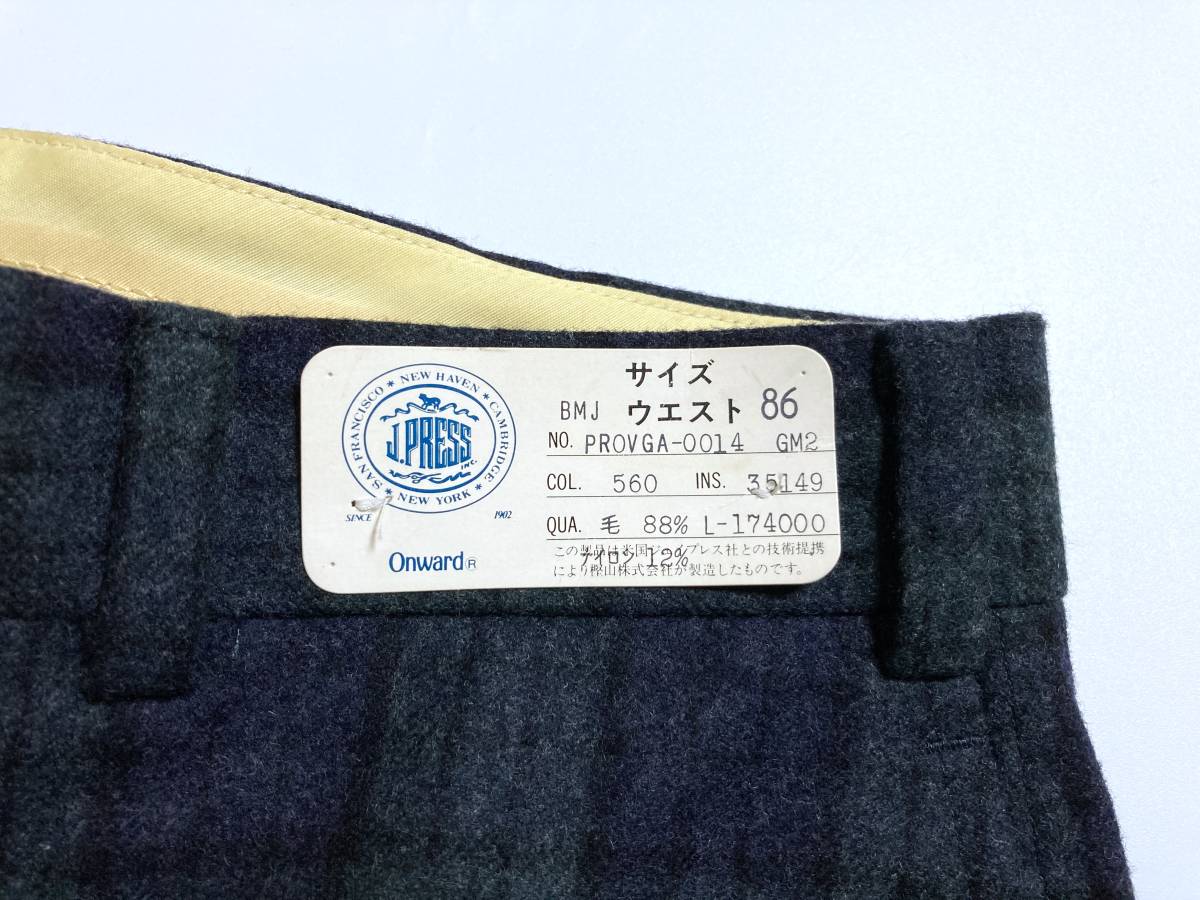 SAN FRANCISCO * NEW HAVEN * CAMBRIDGE * NEW YORK *
J. PRESS
INC.
SINCE 1902
Onward®
サイズ
BMJ ウエスト 86
NO. PROVGA-0014 GM2
COL. 560 INS. 35149
QUA. 毛 88% L-174000
ナイロン 12%
この製品は米国ジェイプレス社との技術提携
により樫山株式会社が製造したものです。